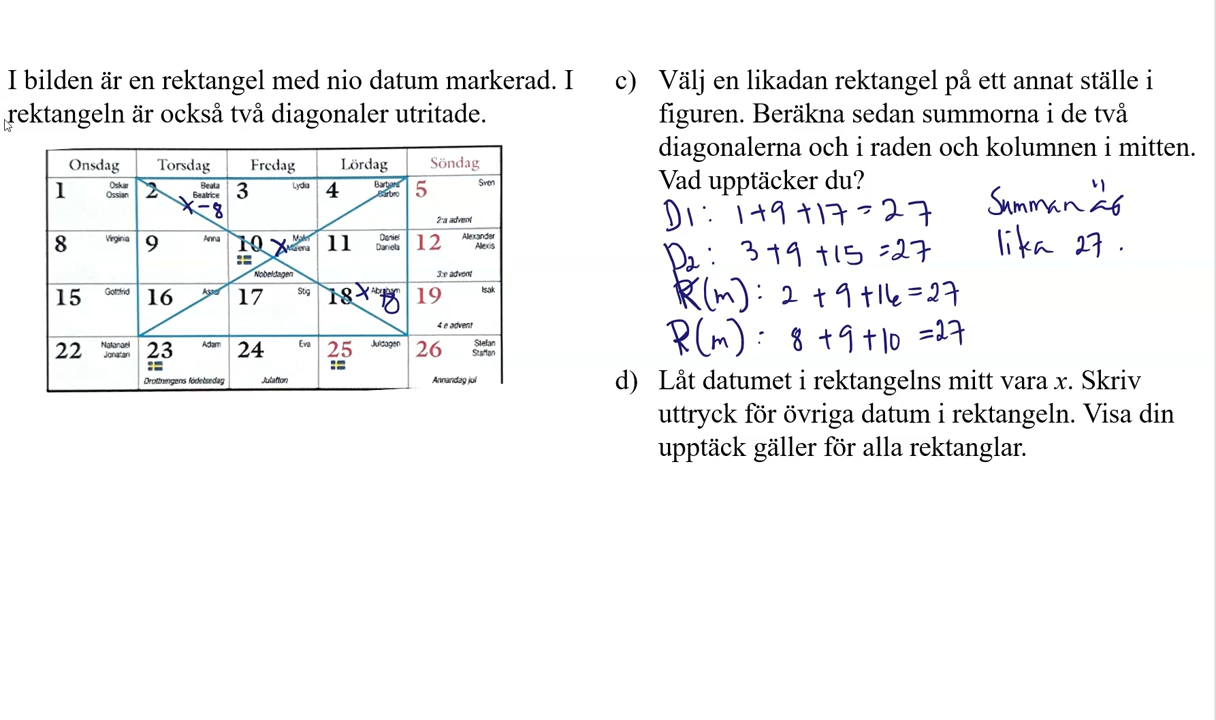 I bilden är en rektangel med nio datum markerad. I
rektangeln är också två diagonaler utritade.
Onsdag Torsdag Fredag Lördag Söndag
1 Oskar Ossian 2 Beata Beatrice x-8 3 Lydia 4 Barbara Barbro 5 Sven
2:a advent
8 Virginia 9 Anna 10 x Malin Malena 11 Daniel Daniela 12 Alexander Alexis
Nobeldagen 3:e advent
15 Gottfrid 16 Assar 17 Stig 18 x+8 Abraham 19 Isak
4:e advent
22 Natanael Jonatan 23 Adam 24 Eva 25 Juldagen 26 Stefan Staffan
Drottningens födelsedag Julafton Annandag jul
c) Välj en likadan rektangel på ett annat ställe i
figuren. Beräkna sedan summorna i de två
diagonalerna och i raden och kolumnen i mitten.
Vad upptäcker du?
D1: 1+9+17=27
D2: 3+9+15=27
K(m): 2+9+16=27
R(m): 8+9+10=27
Summan är
lika 27.
d) Låt datumet i rektangelns mitt vara x. Skriv
uttryck för övriga datum i rektangeln. Visa din
upptäck gäller för alla rektanglar.